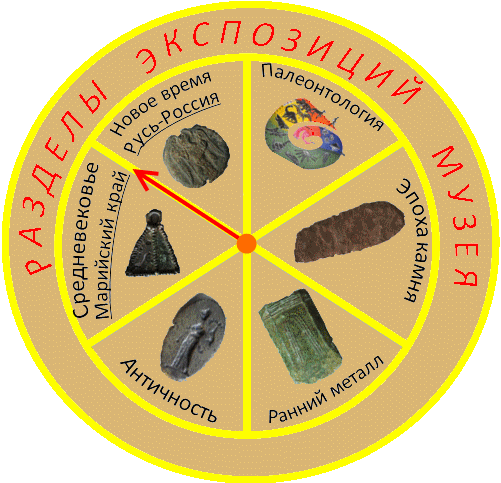 РАЗДЕЛЫ ЭКСПОЗИЦИЙ МУЗЕЯ
Палеонтология
Эпоха камня
Ранний металл
Античность
Средневековье
Марийский край
Новое время
Русь-Россия